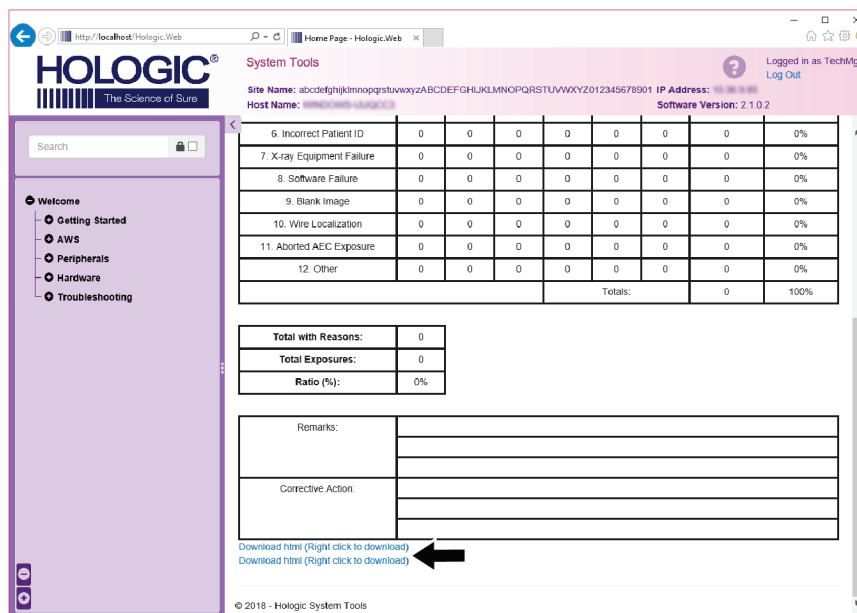 http://localhost/Hologic.Web
Home Page - Hologic.Web
HOLOGIC®
The Science of Sure
System Tools
?
Logged in as TechMg
Log Out
Site Name: abcdefghijklmnopqrstuvwxyzABCDEFGHIJKLMNOPQRSTUVWXYZ012345678901 IP Address:
Host Name:
Software Version: 2.1.0.2
Search
Welcome
Getting Started
AWS
Peripherals
Hardware
Troubleshooting
6. Incorrect Patient ID 0 0 0 0 0 0 0 0%
7. X-ray Equipment Failure 0 0 0 0 0 0 0 0%
8. Software Failure 0 0 0 0 0 0 0 0%
9. Blank Image 0 0 0 0 0 0 0 0%
10. Wire Localization 0 0 0 0 0 0 0 0%
11. Aborted AEC Exposure 0 0 0 0 0 0 0 0%
12. Other 0 0 0 0 0 0 0 0%
Totals: 0 100%
Total with Reasons: 0
Total Exposures: 0
Ratio (%): 0%
Remarks:
Corrective Action:
Download html (Right click to download)
Download html (Right click to download)
© 2018 - Hologic System Tools